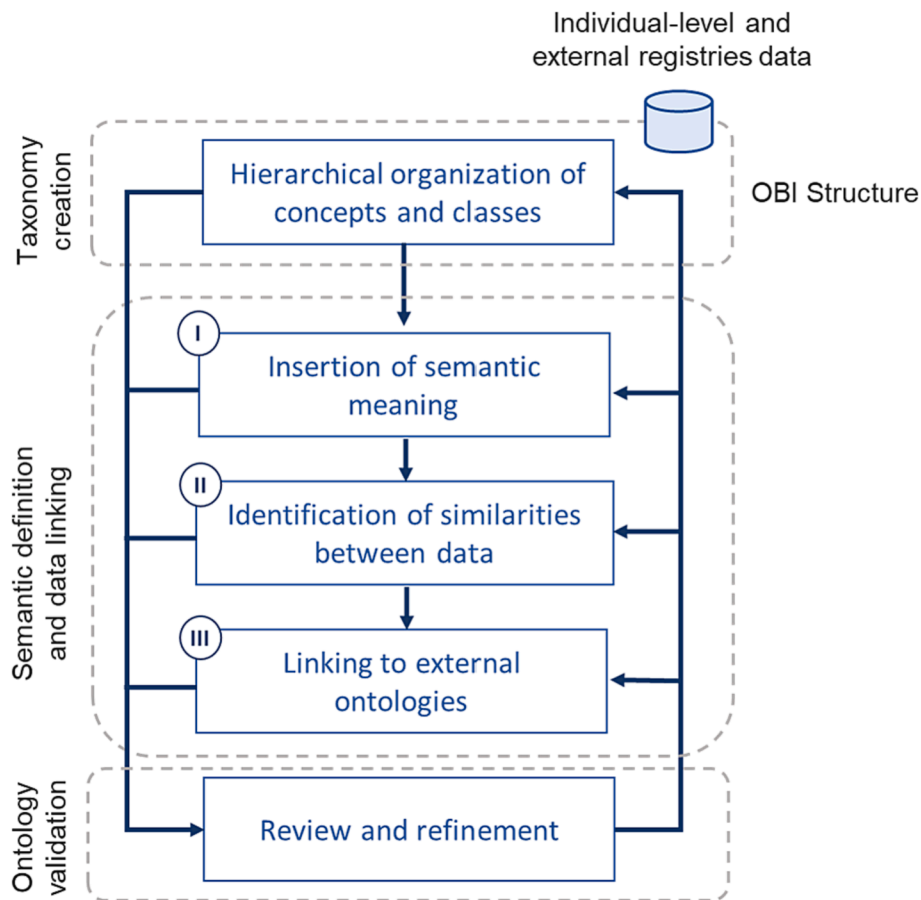 Individual-level and
external registries data
Taxonomy
creation
Hierarchical organization of
concepts and classes
OBI Structure
Semantic definition
and data linking
I
Insertion of semantic
meaning
II
Identification of similarities
between data
III
Linking to external
ontologies
Ontology
validation
Review and refinement